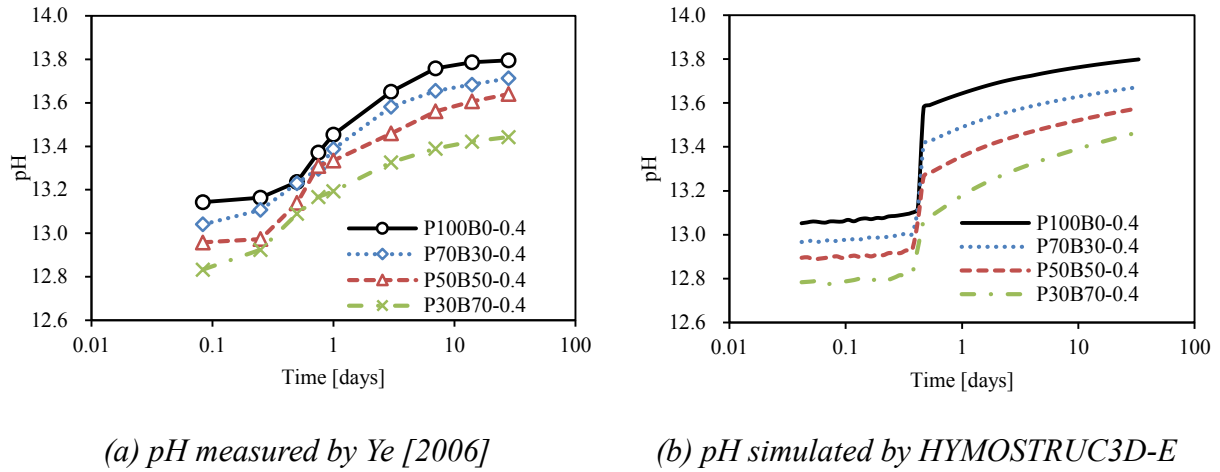 14.0
13.8
13.6
13.4
13.2
13.0
12.8
12.6
pH
P100B0-0.4
P70B30-0.4
P50B50-0.4
P30B70-0.4
0.01 0.1 1 10 100
Time [days]
(a) pH measured by Ye [2006]
14.0
13.8
13.6
13.4
13.2
13.0
12.8
12.6
pH
P100B0-0.4
P70B30-0.4
P50B50-0.4
P30B70-0.4
0.01 0.1 1 10 100
Time [days]
(b) pH simulated by HYMOSTRUC3D-E